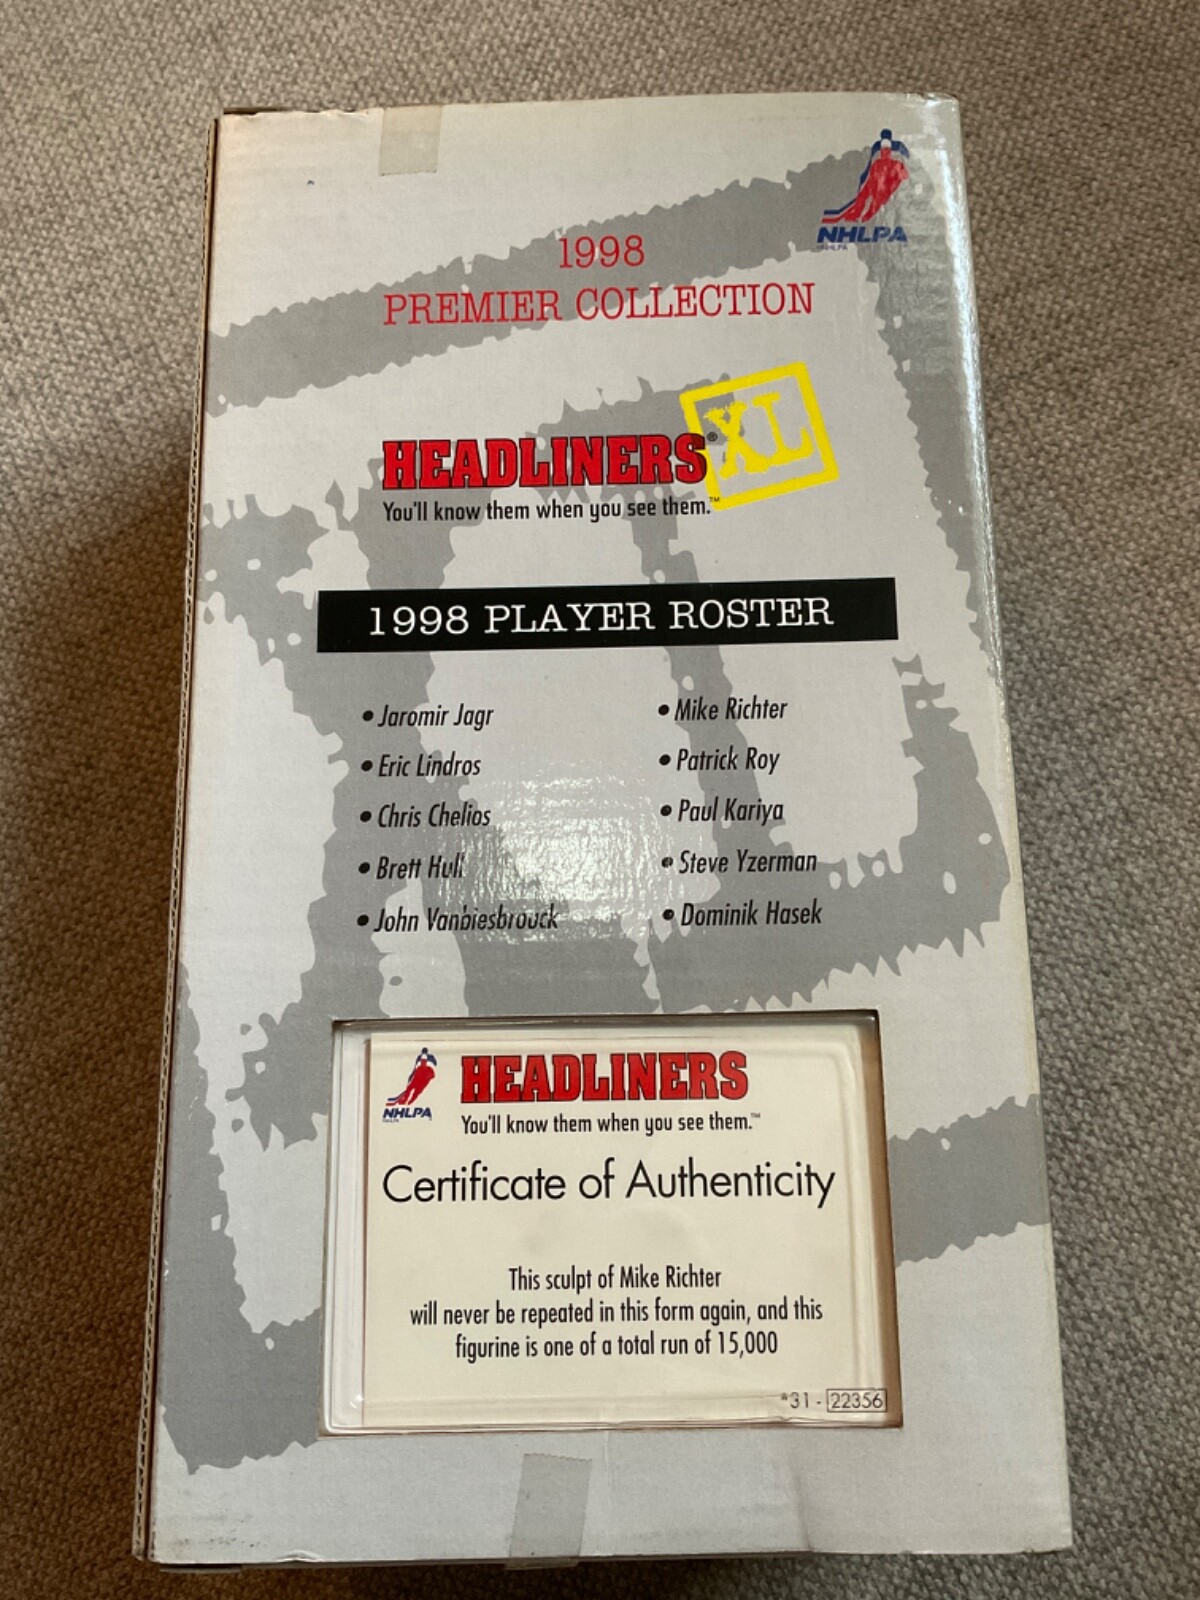 NHLPA
1998
PREMIER COLLECTION
HEADLINERS® XL
You'll know them when you see them.™
1998 PLAYER ROSTER
• Jaromir Jagr
• Eric Lindros
• Chris Chelios
• Brett Hull
• John Vanbiesbrouck
• Mike Richter
• Patrick Roy
• Paul Kariya
• Steve Yzerman
• Dominik Hasek
NHLPA
HEADLINERS
You'll know them when you see them.™
Certificate of Authenticity
This sculpt of Mike Richter
will never be repeated in this form again, and this
figurine is one of a total run of 15,000
*31 - 22356